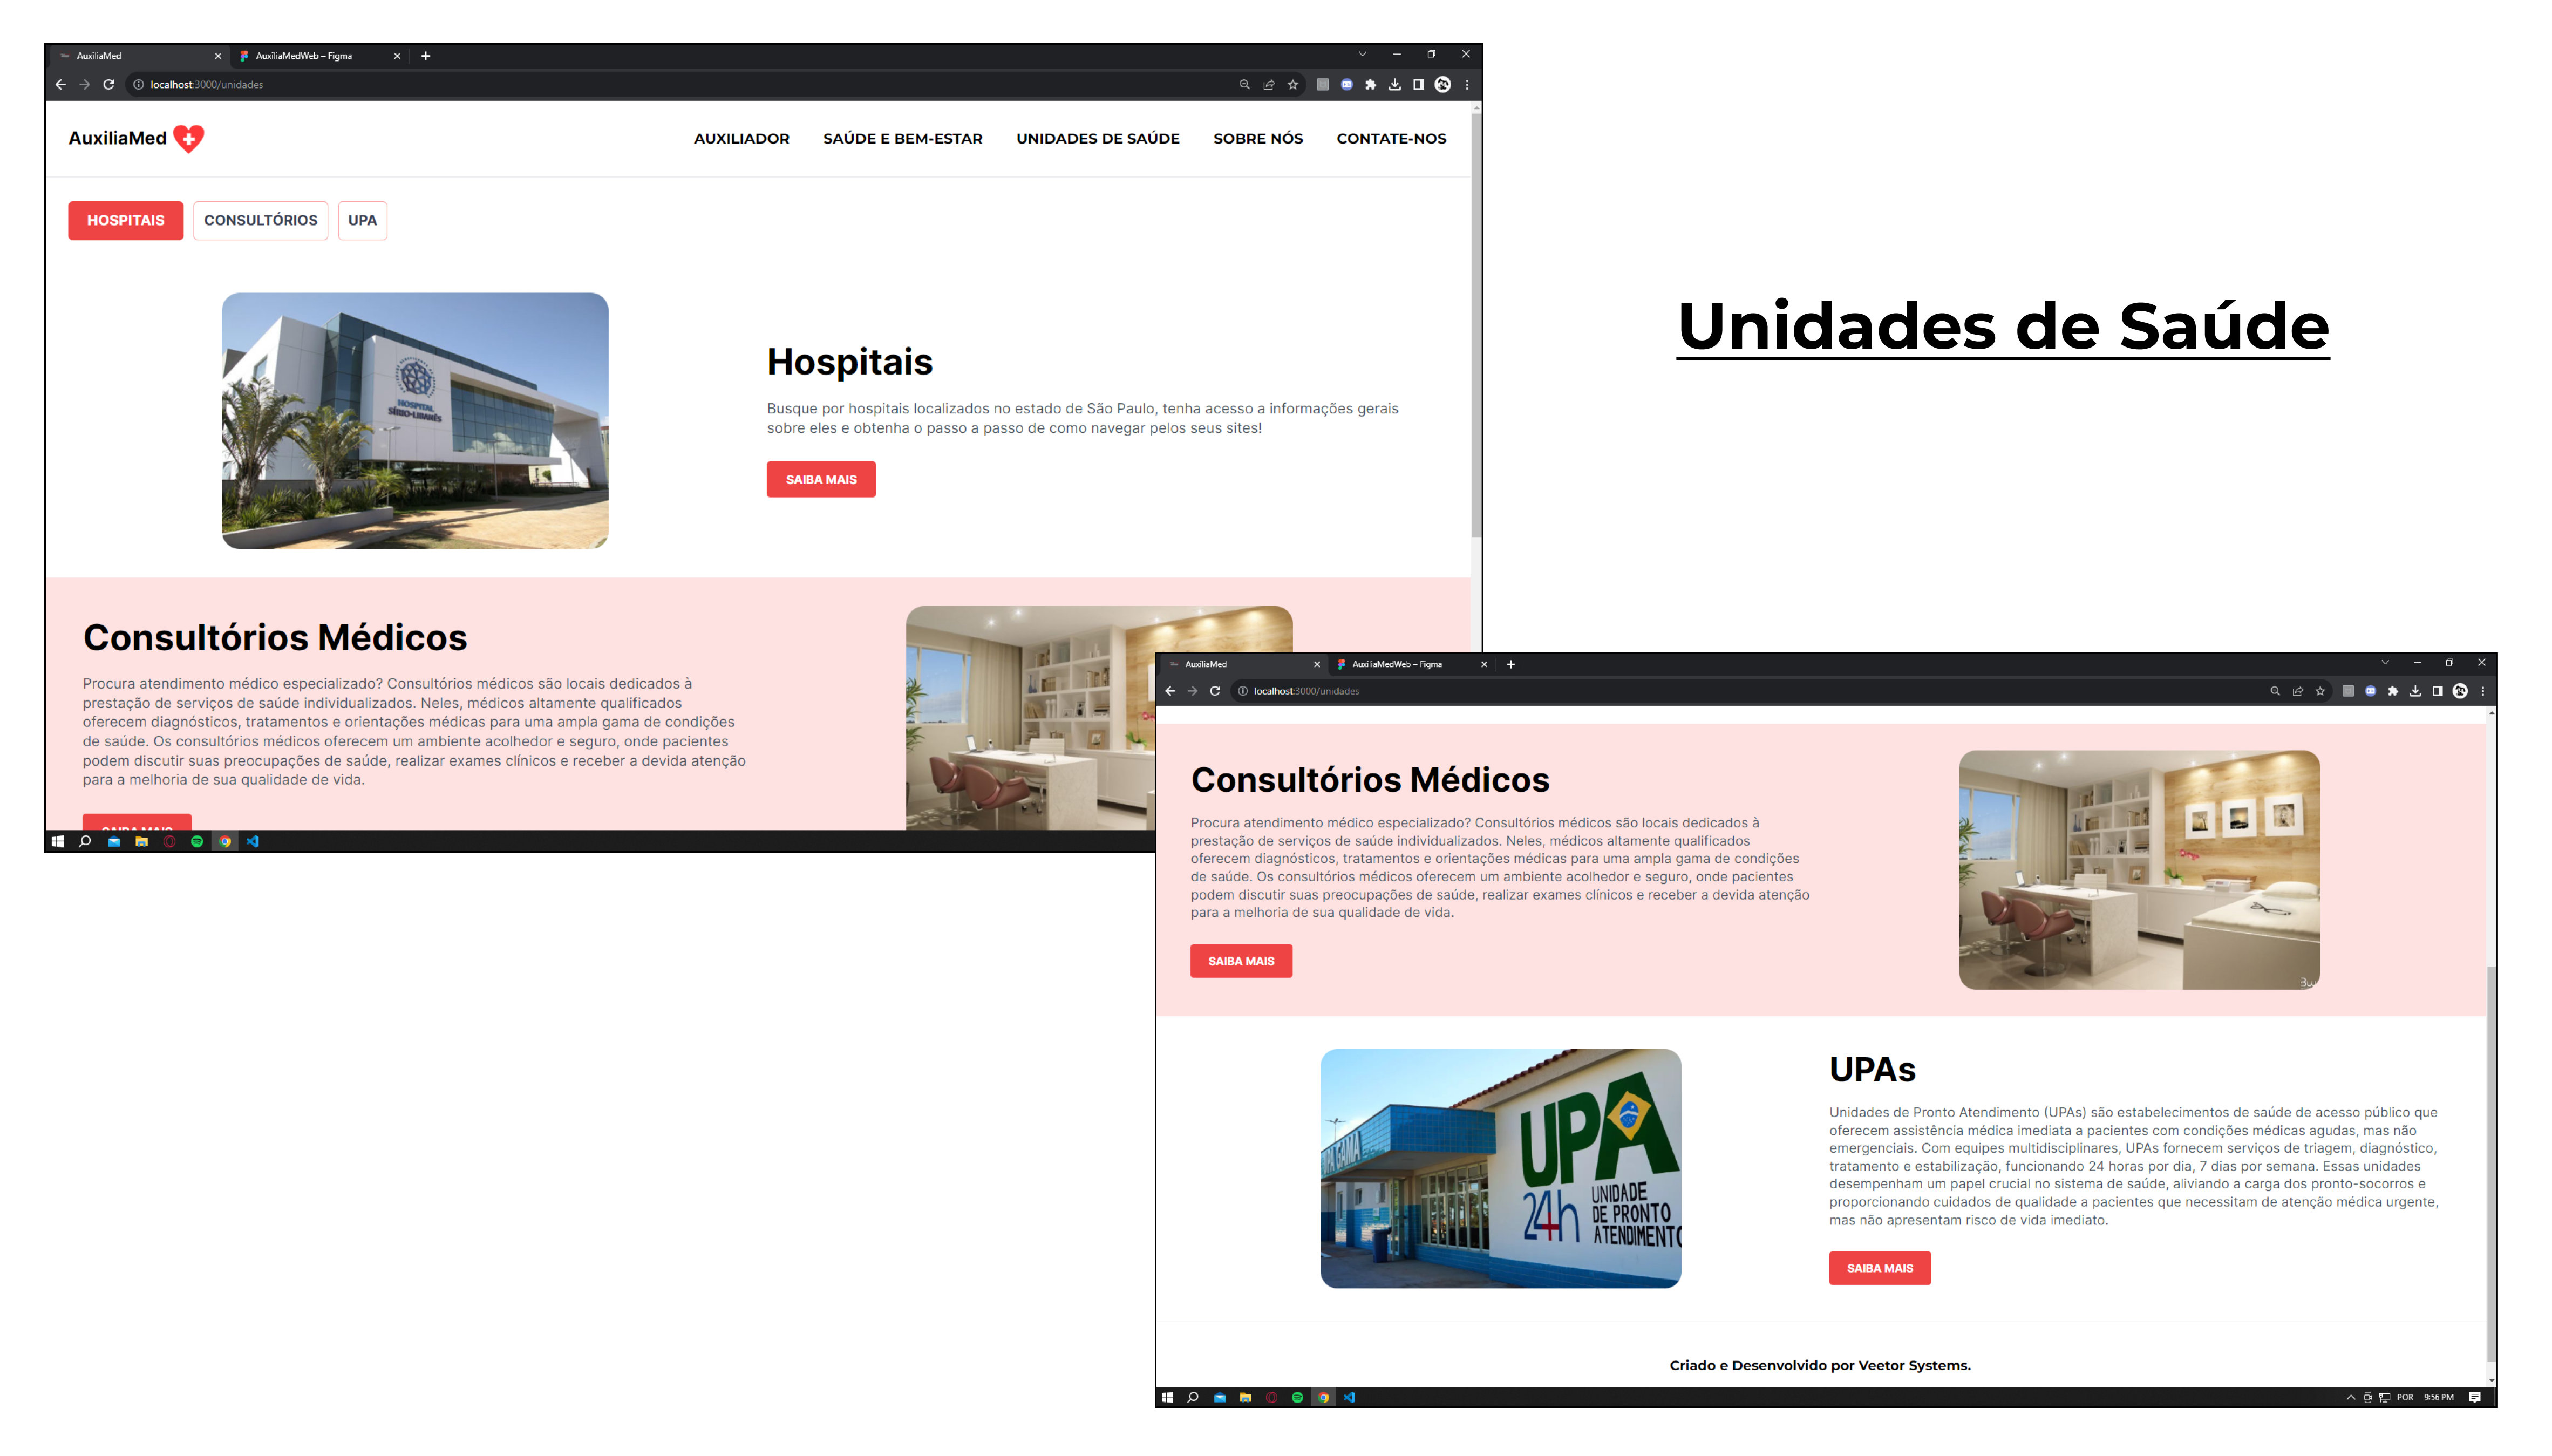 AuxiliaMed
AuxiliaMedWeb – Figma
localhost:3000/unidades
AuxiliaMed
AUXILIADOR
SAÚDE E BEM-ESTAR
UNIDADES DE SAÚDE
SOBRE NÓS
CONTATE-NOS
HOSPITAIS
CONSULTÓRIOS
UPA
HOSPITAL
SÍRIO-LIBANÊS
Hospitais
Busque por hospitais localizados no estado de São Paulo, tenha acesso a informações gerais
sobre eles e obtenha o passo a passo de como navegar pelos seus sites!
SAIBA MAIS
Consultórios Médicos
Procura atendimento médico especializado? Consultórios médicos são locais dedicados à
prestação de serviços de saúde individualizados. Neles, médicos altamente qualificados
oferecem diagnósticos, tratamentos e orientações médicas para uma ampla gama de condições
de saúde. Os consultórios médicos oferecem um ambiente acolhedor e seguro, onde pacientes
podem discutir suas preocupações de saúde, realizar exames clínicos e receber a devida atenção
para a melhoria de sua qualidade de vida.
SAIBA MAIS
Unidades de Saúde
AuxiliaMed
AuxiliaMedWeb – Figma
localhost:3000/unidades
Consultórios Médicos
Procura atendimento médico especializado? Consultórios médicos são locais dedicados à
prestação de serviços de saúde individualizados. Neles, médicos altamente qualificados
oferecem diagnósticos, tratamentos e orientações médicas para uma ampla gama de condições
de saúde. Os consultórios médicos oferecem um ambiente acolhedor e seguro, onde pacientes
podem discutir suas preocupações de saúde, realizar exames clínicos e receber a devida atenção
para a melhoria de sua qualidade de vida.
SAIBA MAIS
UPA GAMA
UPA
24h
UNIDADE
DE PRONTO
ATENDIMENTO
UPAs
Unidades de Pronto Atendimento (UPAs) são estabelecimentos de saúde de acesso público que
oferecem assistência médica imediata a pacientes com condições médicas agudas, mas não
emergenciais. Com equipes multidisciplinares, UPAs fornecem serviços de triagem, diagnóstico,
tratamento e estabilização, funcionando 24 horas por dia, 7 dias por semana. Essas unidades
desempenham um papel crucial no sistema de saúde, aliviando a carga dos pronto-socorros e
proporcionando cuidados de qualidade a pacientes que necessitam de atenção médica urgente,
mas não apresentam risco de vida imediato.
SAIBA MAIS
Criado e Desenvolvido por Veetor Systems.
POR
9:56 PM